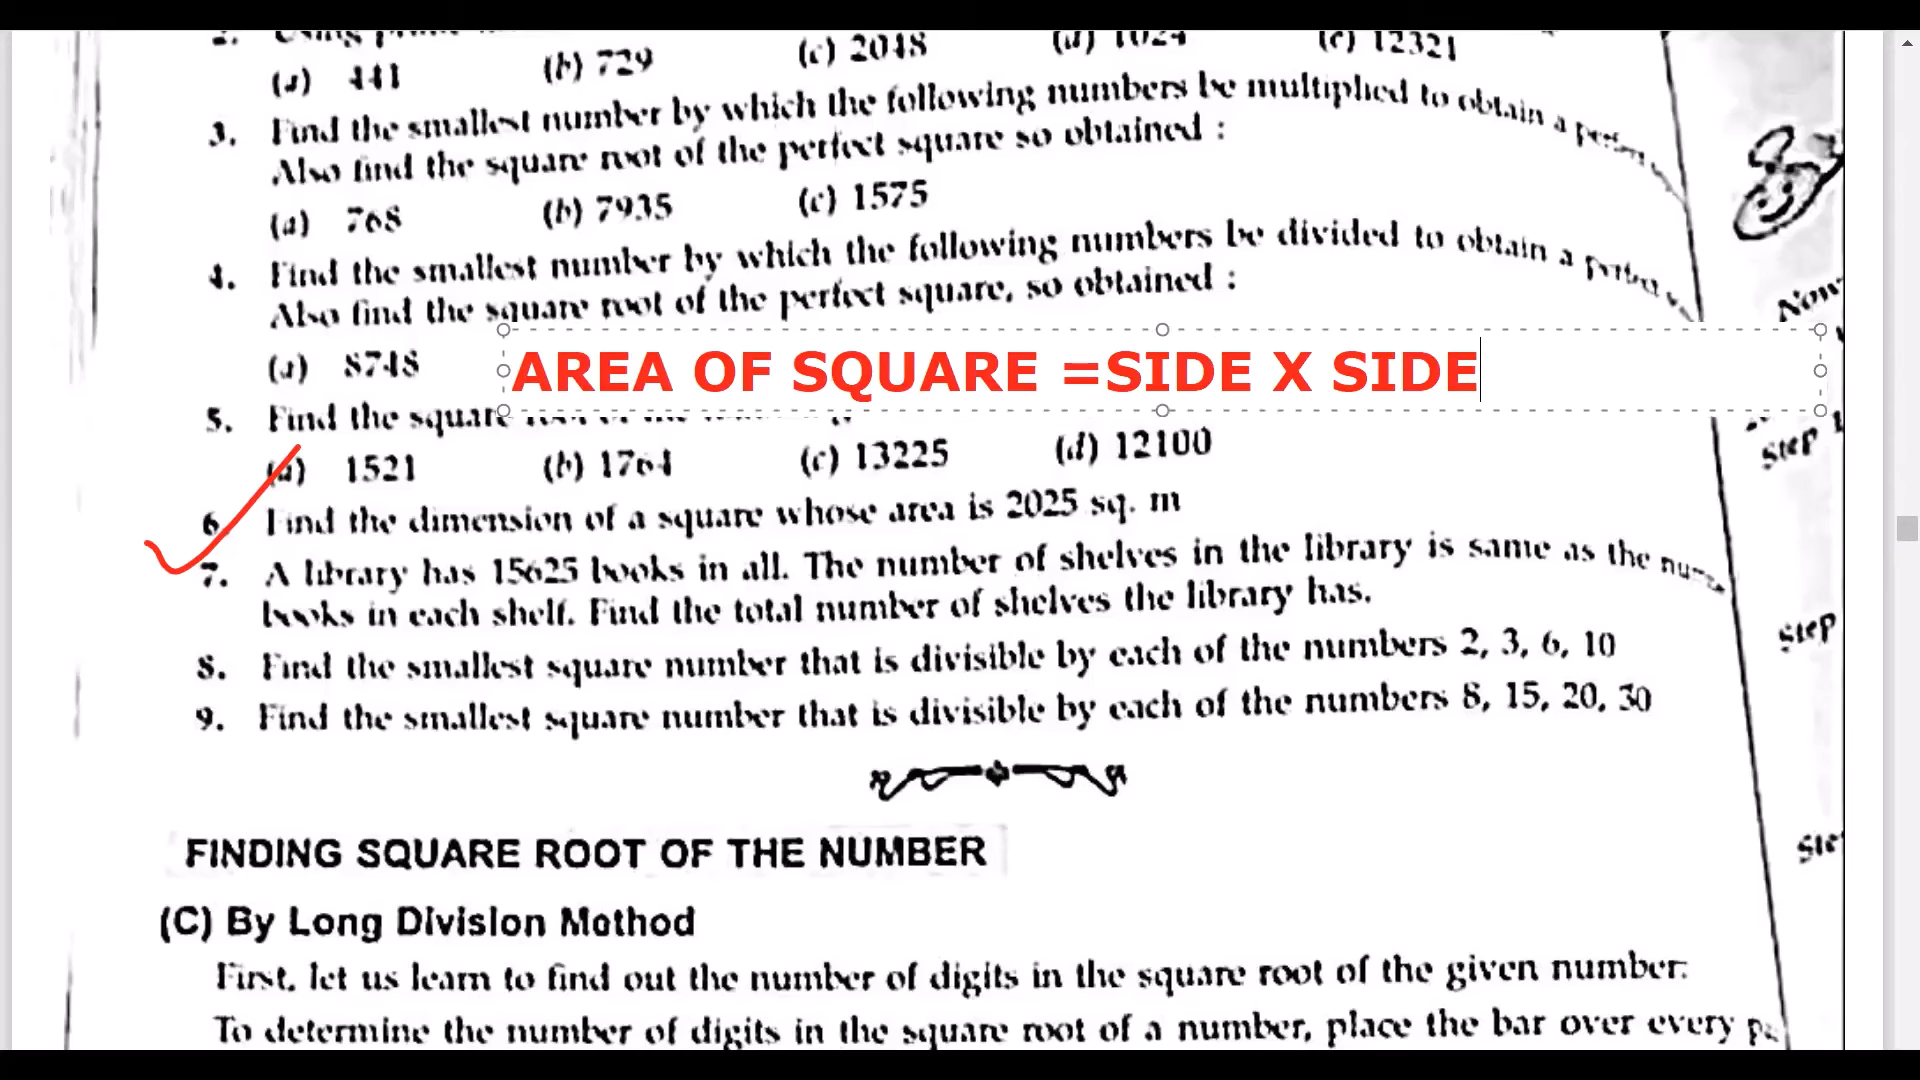 2. Using
(a) 441 (b) 729 (c) 2048 (d) 1024 (e) 12321
3. Find the smallest number by which the following numbers be multiplied to obtain a
Also find the square root of the perfect square so obtained :
(a) 768 (b) 7935 (c) 1575
4. Find the smallest number by which the following numbers be divided to obtain a perfect
Also find the square root of the perfect square, so obtained :
(a) 8748 AREA OF SQUARE =SIDE X SIDE
5. Find the square
(a) 1521 (b) 1764 (c) 13225 (d) 12100
6. Find the dimension of a square whose area is 2025 sq. m
7. A library has 15625 books in all. The number of shelves in the library is same as the
books in each shelf. Find the total number of shelves the library has.
8. Find the smallest square number that is divisible by each of the numbers 2, 3, 6, 10
9. Find the smallest square number that is divisible by each of the numbers 8, 15, 20, 30
FINDING SQUARE ROOT OF THE NUMBER
(C) By Long Division Method
First, let us learn to find out the number of digits in the square root of the given number.
To determine the number of digits in the square root of a number, place the bar over every
Now
Step
Step